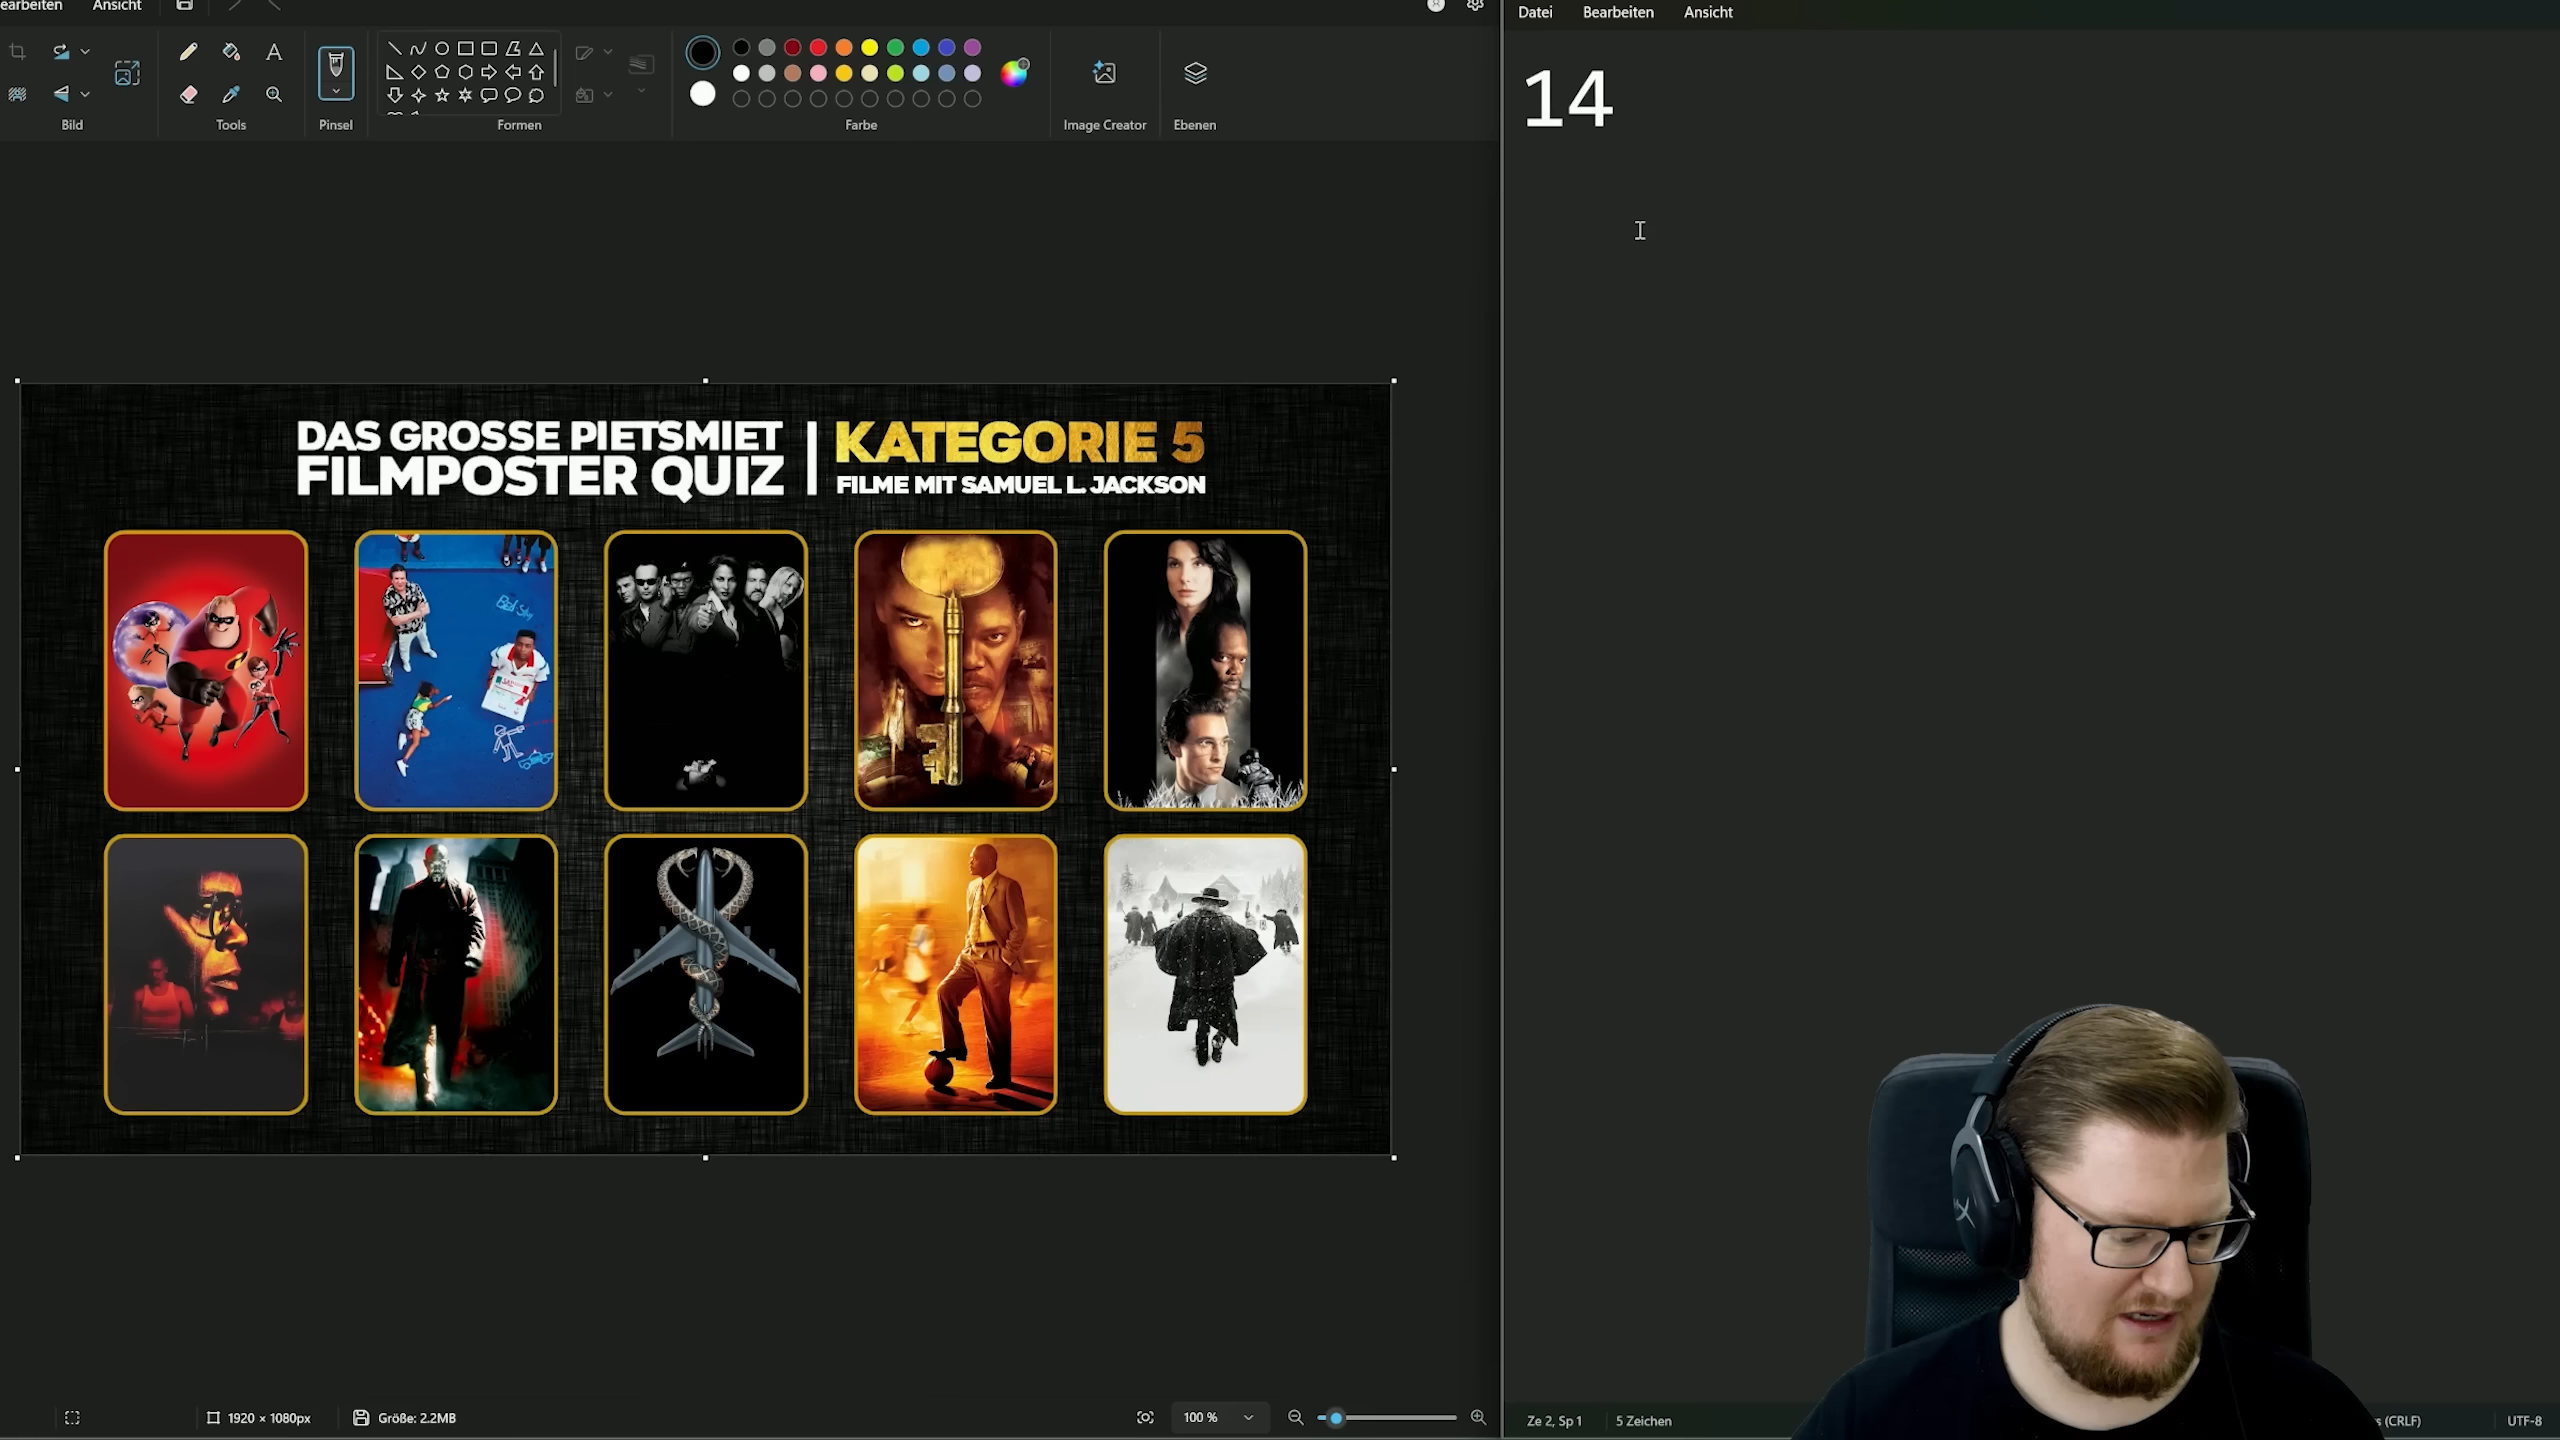 earbeiten Ansicht
Bild Tools Pinsel Formen Farbe Image Creator Ebenen
DAS GROSSE PIETSMIET
FILMPOSTER QUIZ
KATEGORIE 5
FILME MIT SAMUEL L. JACKSON
Bed Stuy
1920 × 1080px Größe: 2.2MB 100 %
Datei Bearbeiten Ansicht
14
Ze 2, Sp 1 5 Zeichen s (CRLF) UTF-8